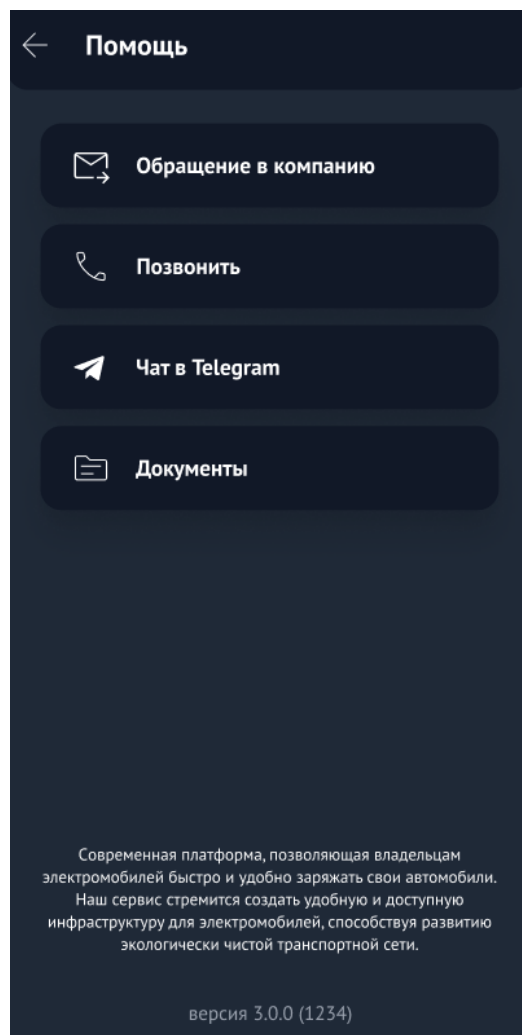 Помощь
Обращение в компанию
Позвонить
Чат в Telegram
Документы
Современная платформа, позволяющая владельцам
электромобилей быстро и удобно заряжать свои автомобили.
Наш сервис стремится создать удобную и доступную
инфраструктуру для электромобилей, способствуя развитию
экологически чистой транспортной сети.
версия 3.0.0 (1234)